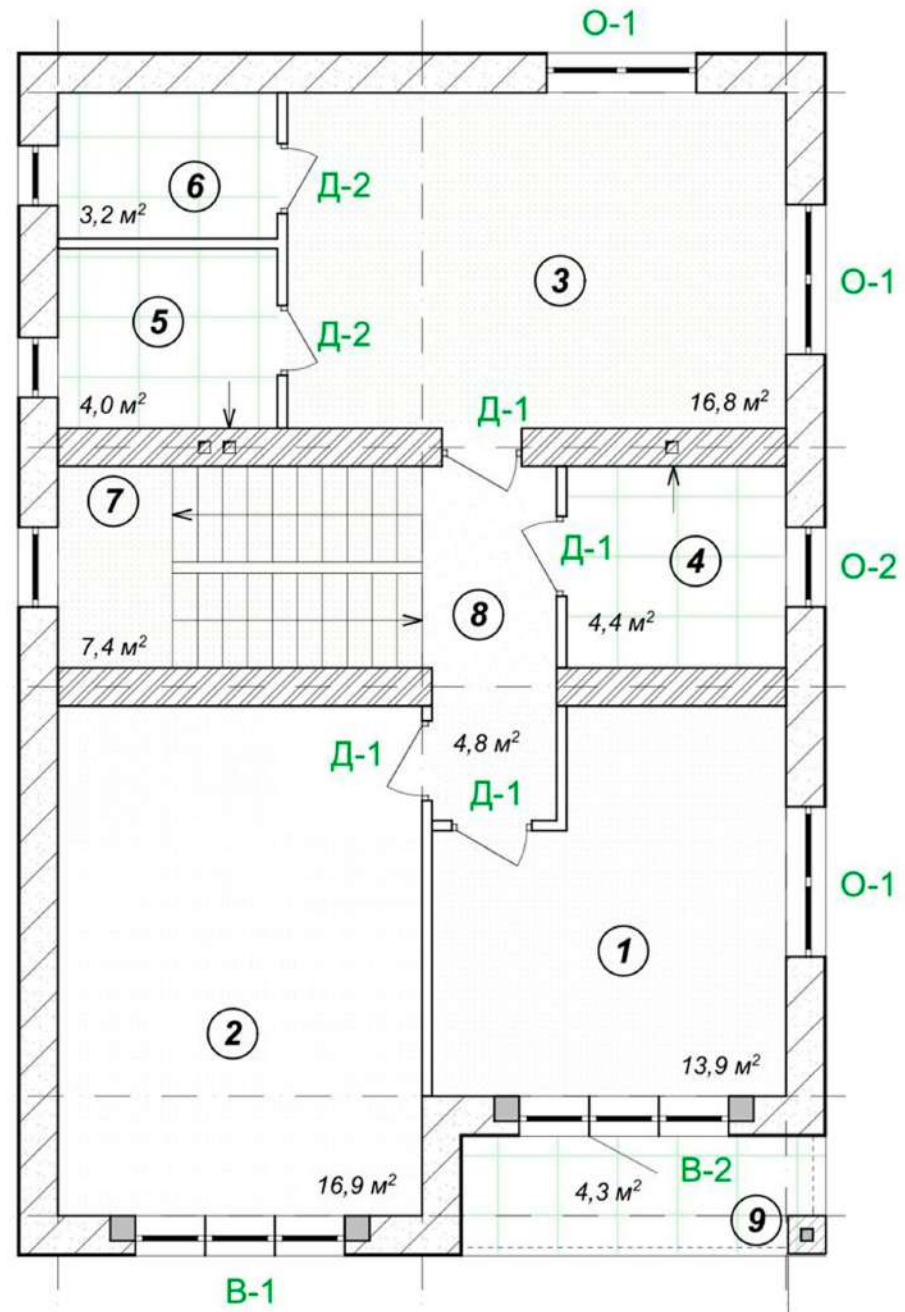 О-1
6
Д-2
3,2 м²
3
О-1
5
Д-2
4,0 м²
16,8 м²
Д-1
7
Д-1
4
О-2
8
4,4 м²
7,4 м²
Д-1
4,8 м²
Д-1
О-1
1
2
13,9 м²
16,9 м²
В-2
4,3 м²
9
В-1